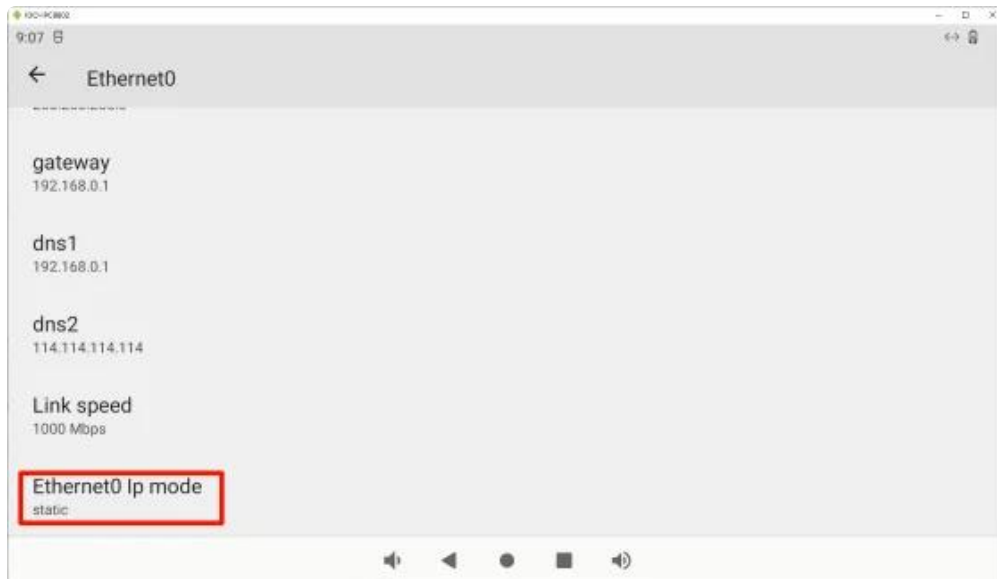 9:07
Ethernet0
gateway
192.168.0.1
dns1
192.168.0.1
dns2
114.114.114.114
Link speed
1000 Mbps
Ethernet0 Ip mode
static